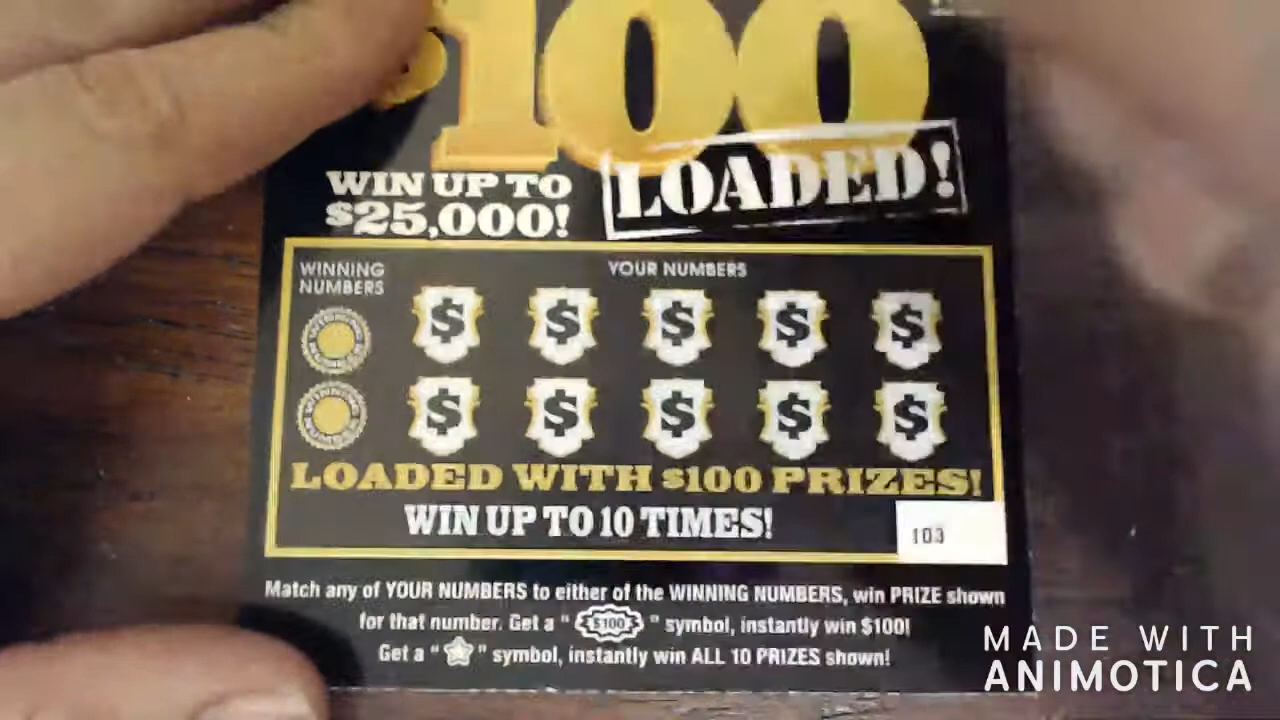 $100
LOADED!
WIN UP TO
$25,000!
WINNING
NUMBERS
YOUR NUMBERS
$ $ $ $ $
$ $ $ $ $
LOADED WITH $100 PRIZES!
WIN UP TO 10 TIMES!
103
Match any of YOUR NUMBERS to either of the WINNING NUMBERS, win PRIZE shown
for that number. Get a " $100 " symbol, instantly win $100!
Get a " " symbol, instantly win ALL 10 PRIZES shown!
MADE WITH
ANIMOTICA